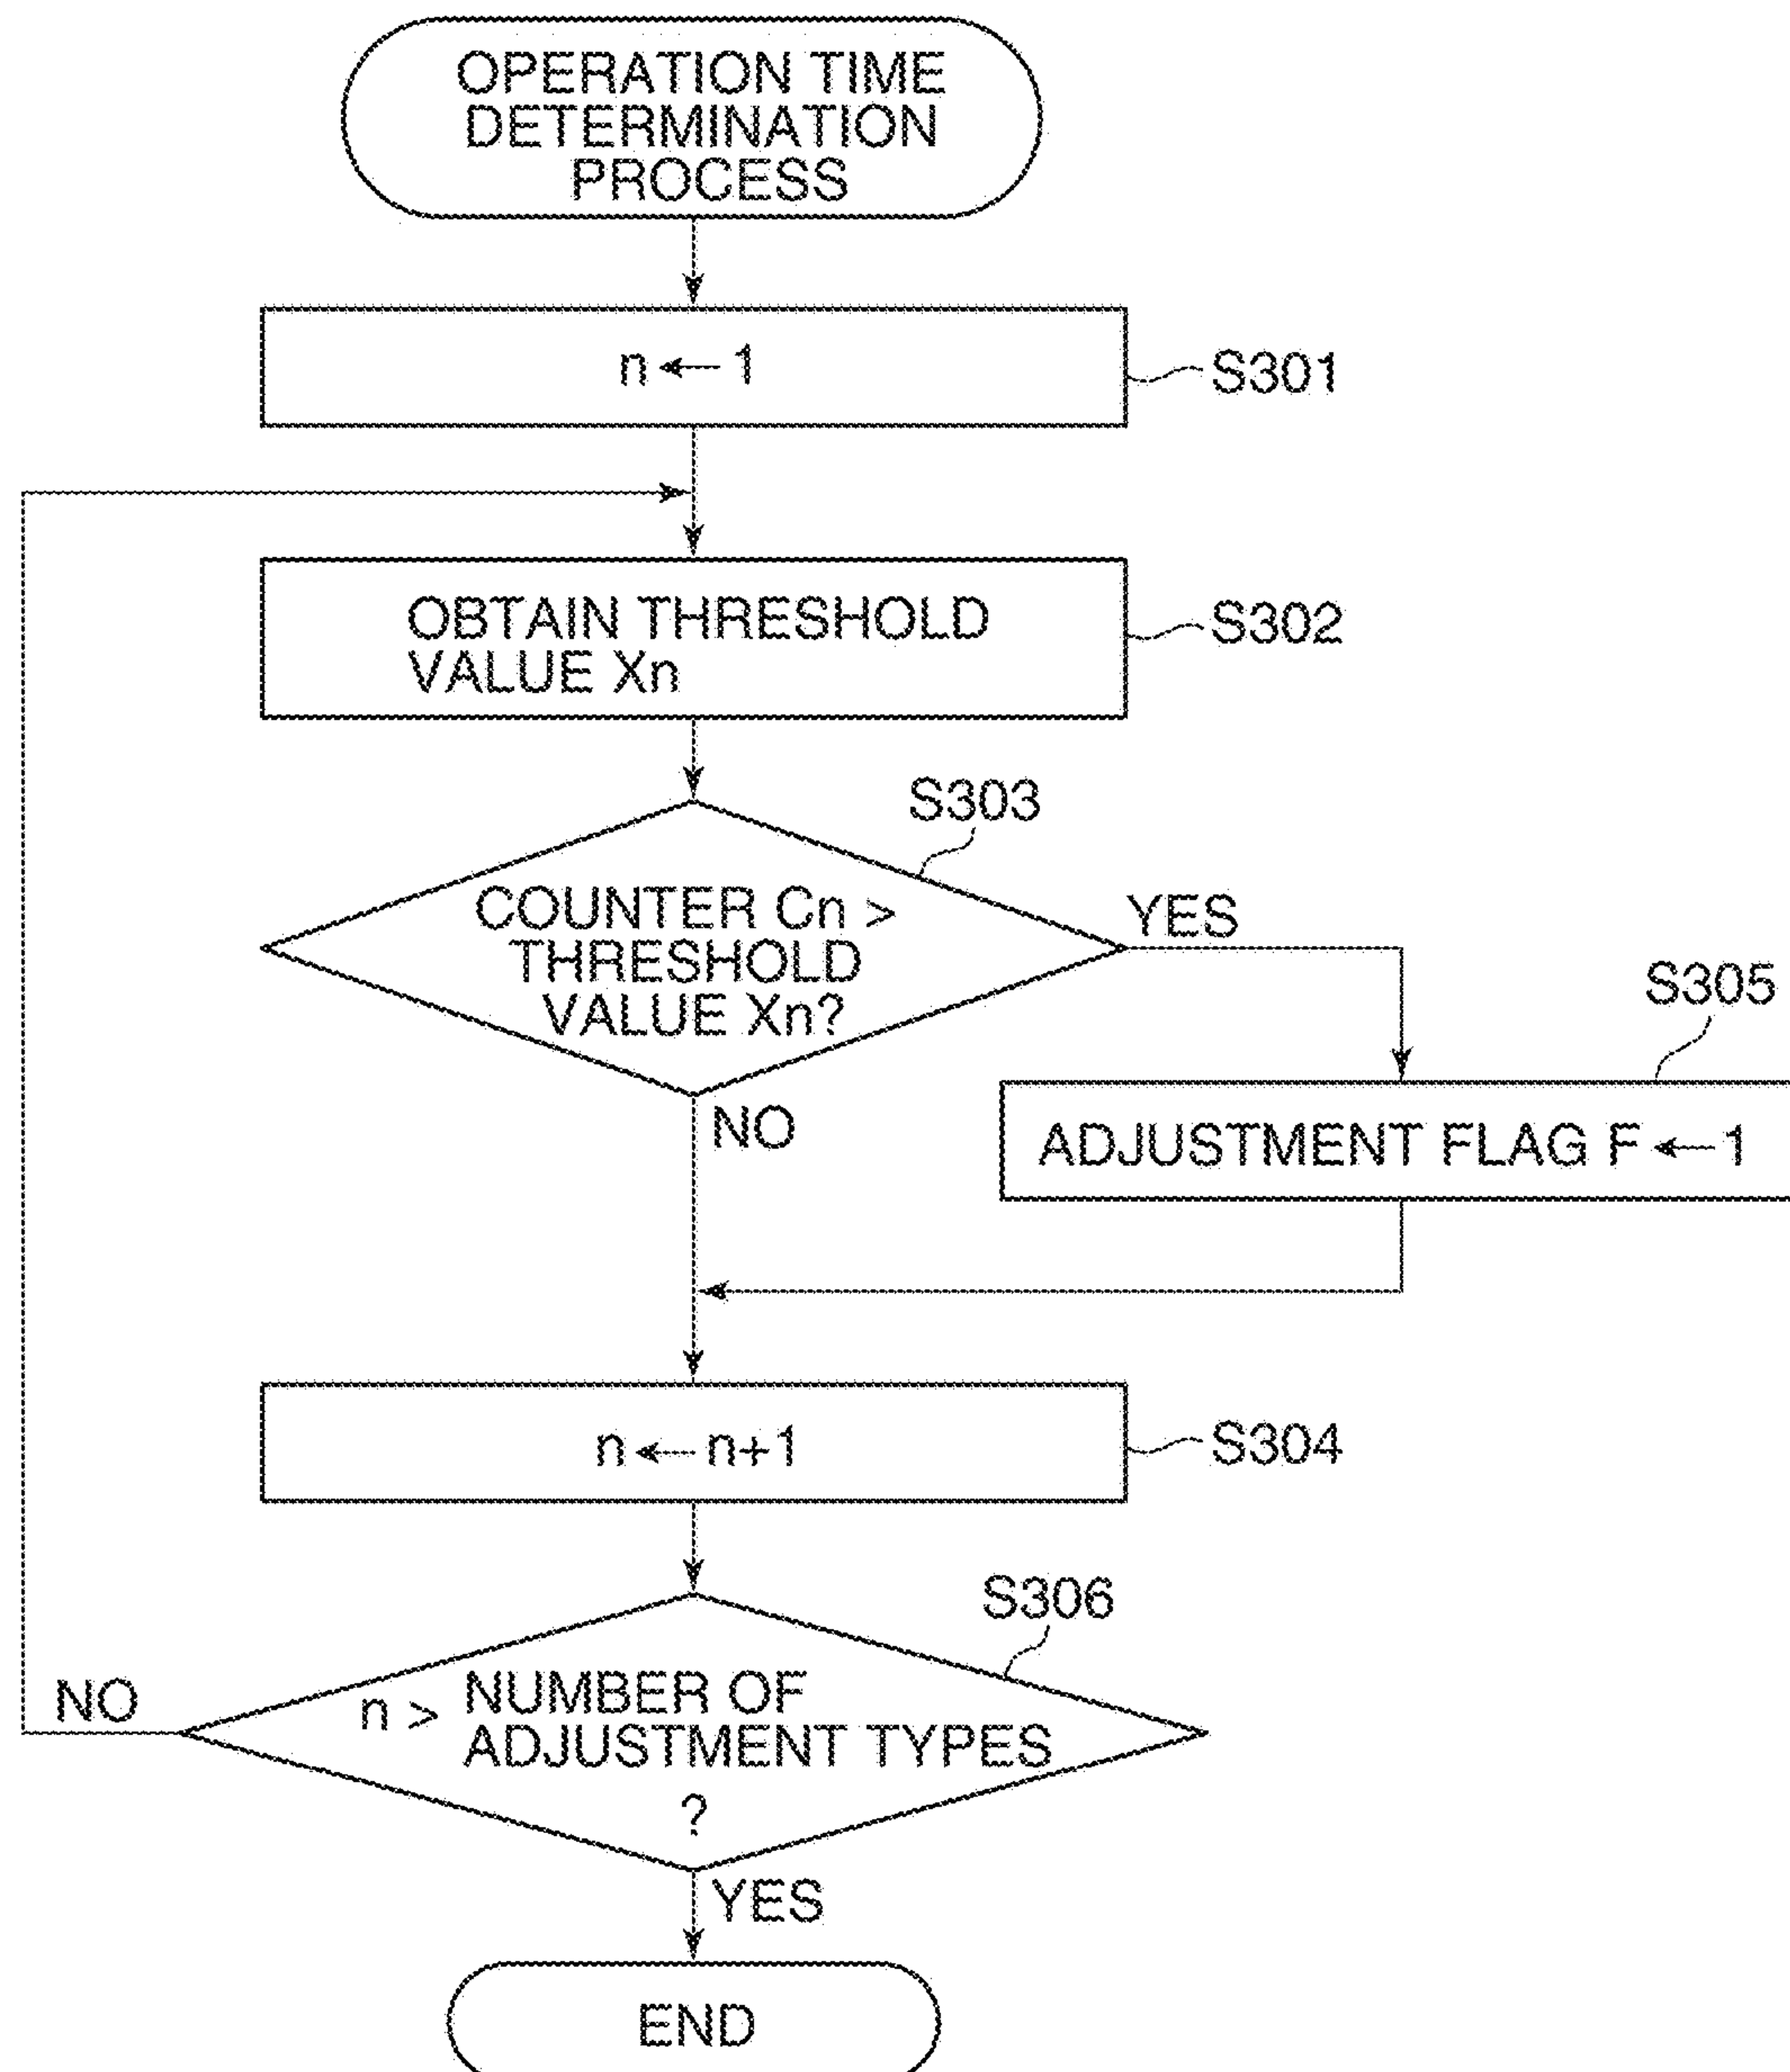 OPERATION TIME
DETERMINATION
PROCESS
n ← 1
S301
OBTAIN THRESHOLD
VALUE Xn
S302
S303
COUNTER Cn >
THRESHOLD
VALUE Xn?
YES
S305
NO
ADJUSTMENT FLAG F ← 1
n ← n+1
S304
S306
n > NUMBER OF
ADJUSTMENT TYPES
?
NO
YES
END